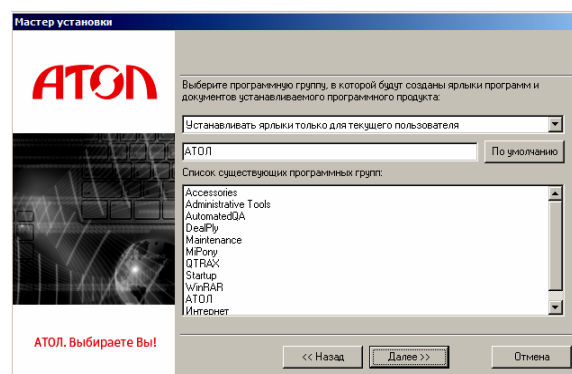 Мастер установки
АТОЛ
Выберите программную группу, в которой будут созданы ярлыки программ и
документов устанавливаемого программного продукта:
Устанавливать ярлыки только для текущего пользователя
АТОЛ
По умолчанию
Список существующих программных групп:
Accessories
Administrative Tools
AutomatedQA
DealPly
Maintenance
MiPony
QTRAX
Startup
WinRAR
АТОЛ
Интернет
АТОЛ. Выбираете Вы!
<< Назад
Далее >>
Отмена